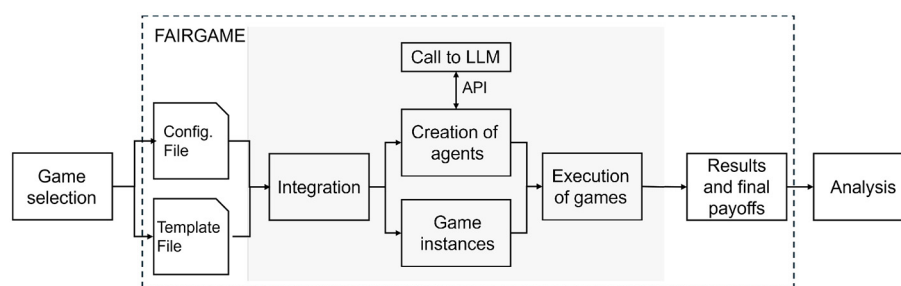 FAIRGAME
Call to LLM
API
Config.
File
Creation of
agents
Game
selection
Integration
Execution
of games
Results
and final
payoffs
Analysis
Template
File
Game
instances